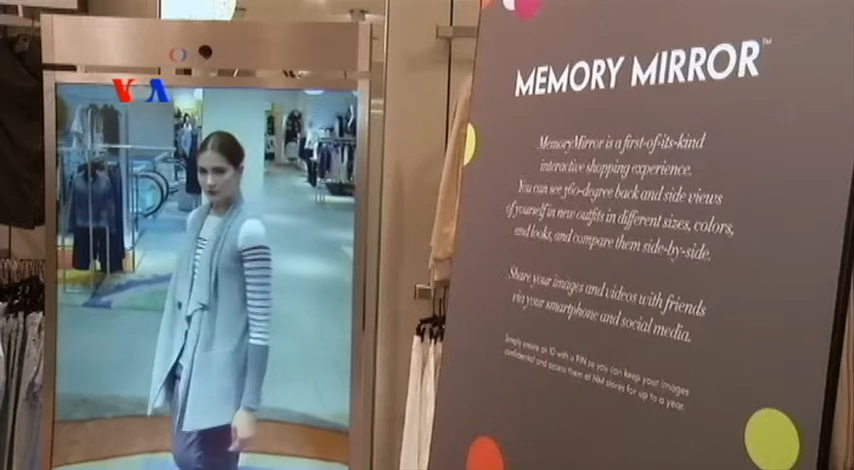 VOA
MEMORY MIRROR™
MemoryMirror is a first-of-its-kind
interactive shopping experience.
You can see 360-degree back and side views
of yourself in new outfits in different sizes, colors,
and looks, and compare them side-by-side.
Share your images and videos with friends
via your smartphone and social media.
Simply create an ID with a PIN so you can keep your images
confidential and access them at NM stores for up to a year.